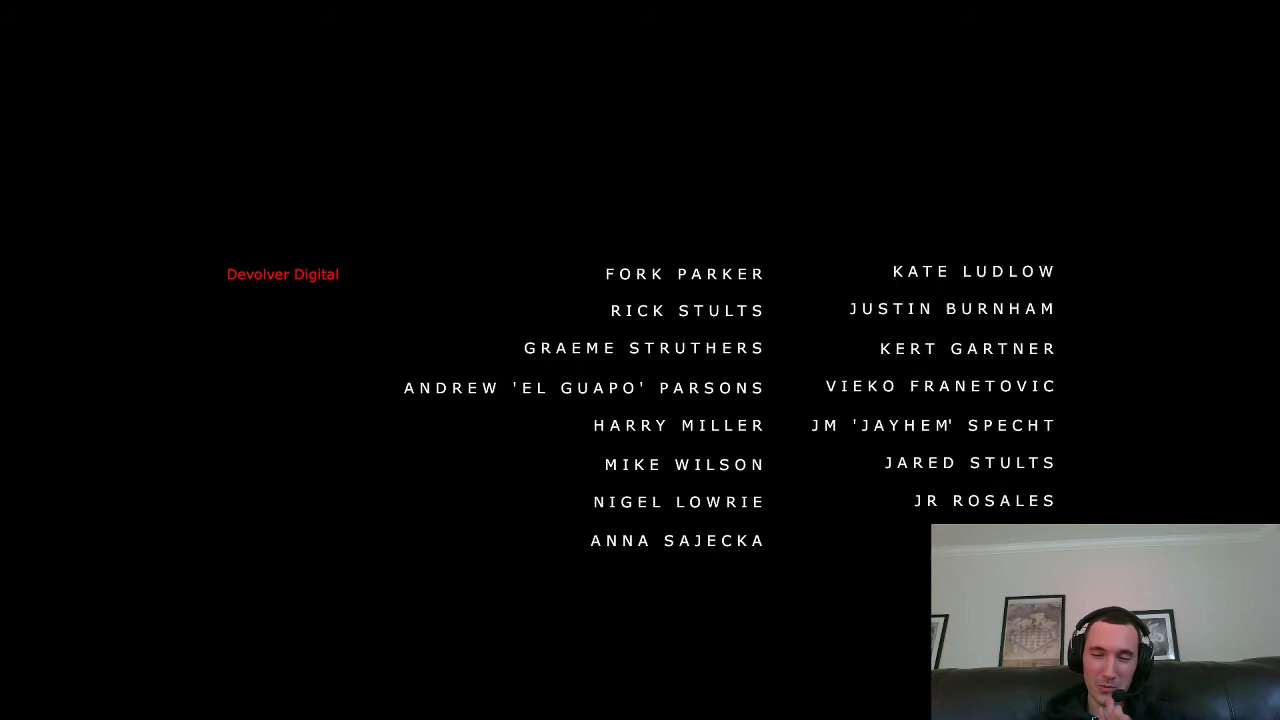 Devolver Digital
FORK PARKER
RICK STULTS
GRAEME STRUTHERS
ANDREW 'EL GUAPO' PARSONS
HARRY MILLER
MIKE WILSON
NIGEL LOWRIE
ANNA SAJECKA
KATE LUDLOW
JUSTIN BURNHAM
KERT GARTNER
VIEKO FRANETOVIC
JM 'JAYHEM' SPECHT
JARED STULTS
JR ROSALES